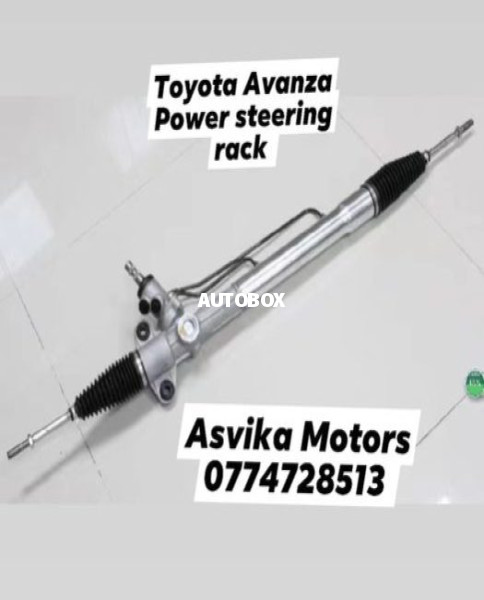 Toyota Avanza
Power steering
rack
AUTOBOX
Asvika Motors
0774728513